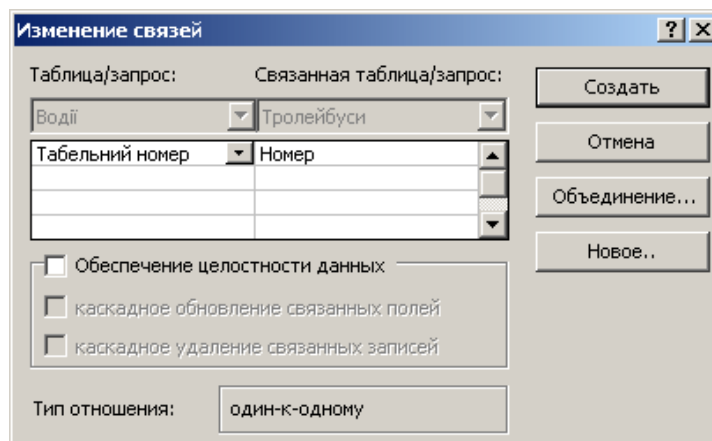 Изменение связей
Таблица/запрос: Связанная таблица/запрос:
Водії Тролейбуси
Табельний номер Номер
Обеспечение целостности данных
каскадное обновление связанных полей
каскадное удаление связанных записей
Тип отношения: один-к-одному
Создать
Отмена
Объединение...
Новое..